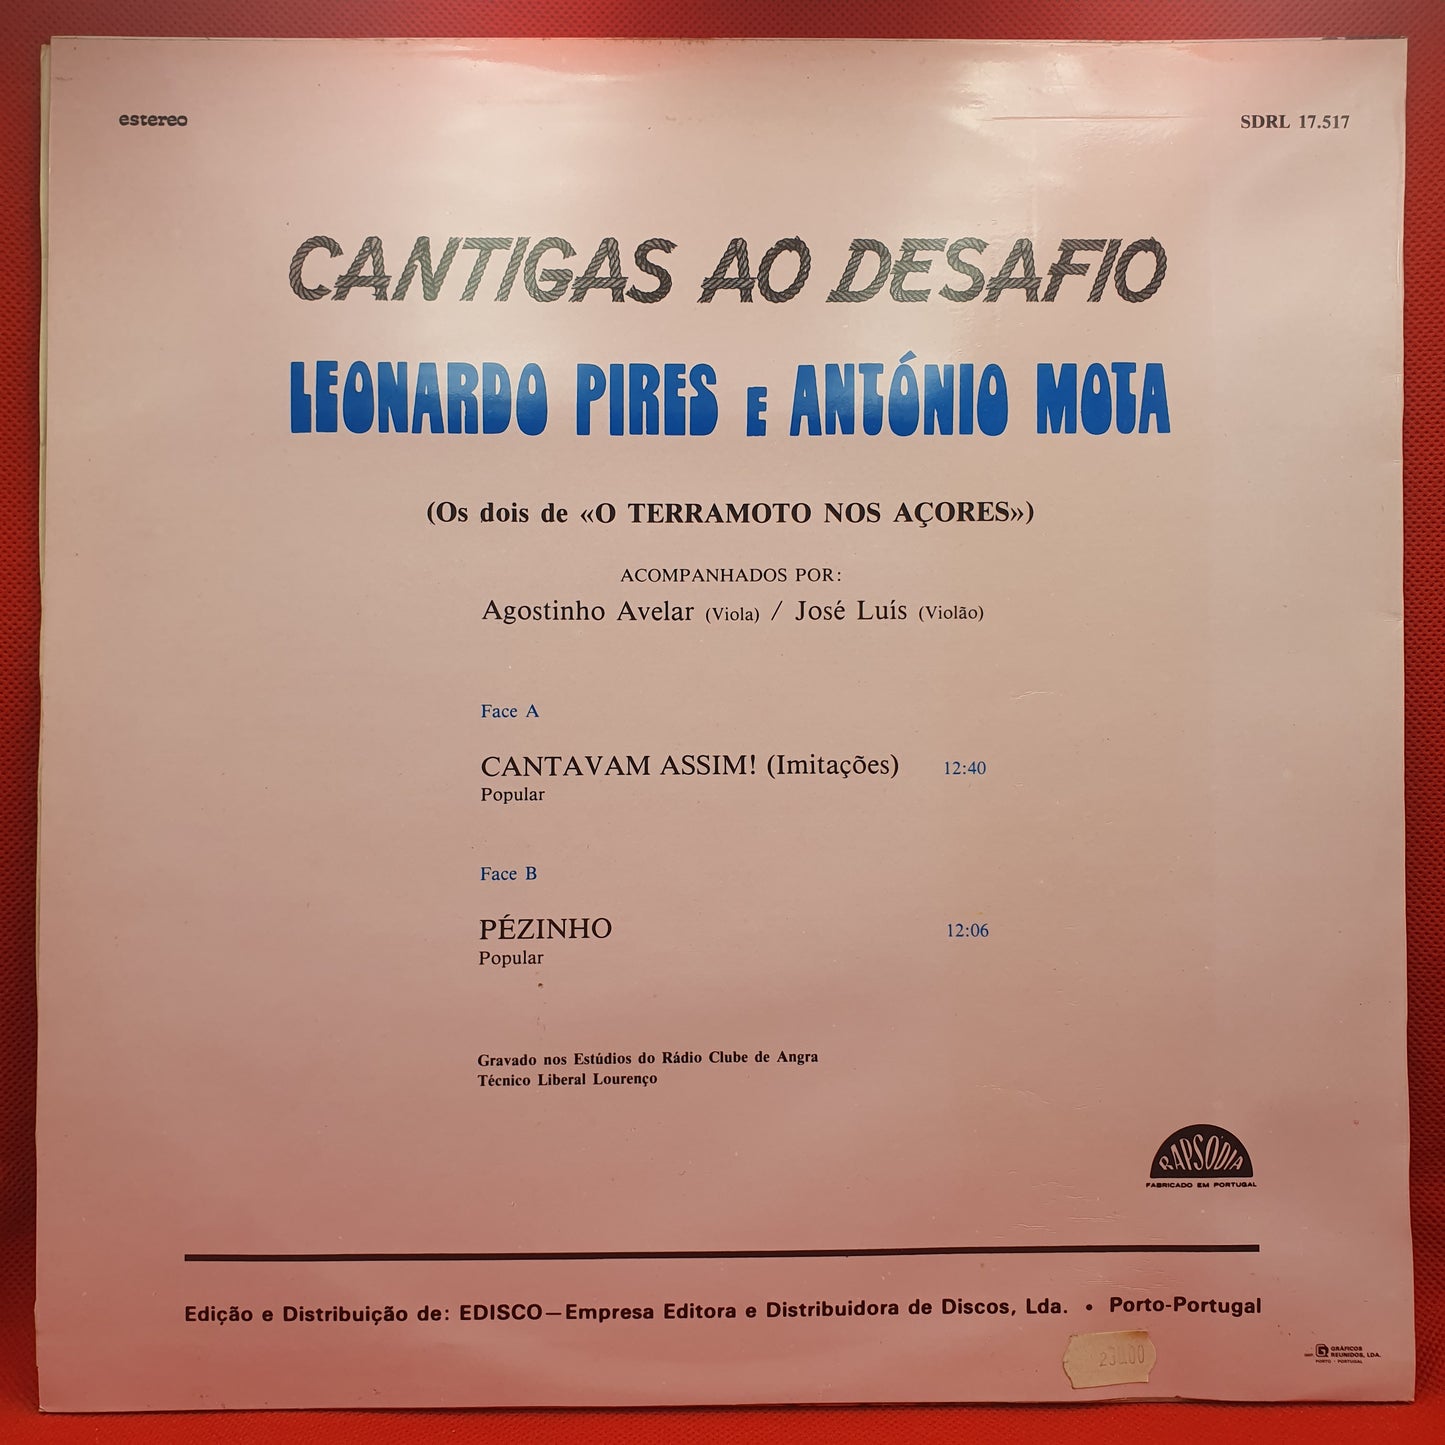 estereo
SDRL 17.517
CANTIGAS AO DESAFIO
LEONARDO PIRES E ANTÓNIO MOTA
(Os dois de «O TERRAMOTO NOS AÇORES»)
ACOMPANHADOS POR:
Agostinho Avelar (Viola) / José Luís (Violão)
Face A
CANTAVAM ASSIM! (Imitações) 12:40
Popular
Face B
PÉZINHO 12:06
Popular
Gravado nos Estúdios do Rádio Clube de Angra
Técnico Liberal Lourenço
RAPSÓDIA
FABRICADO EM PORTUGAL
Edição e Distribuição de: EDISCO—Empresa Editora e Distribuidora de Discos, Lda. • Porto-Portugal
GRÁFICOS
REUNIDOS, LDA.
PORTO - PORTUGAL